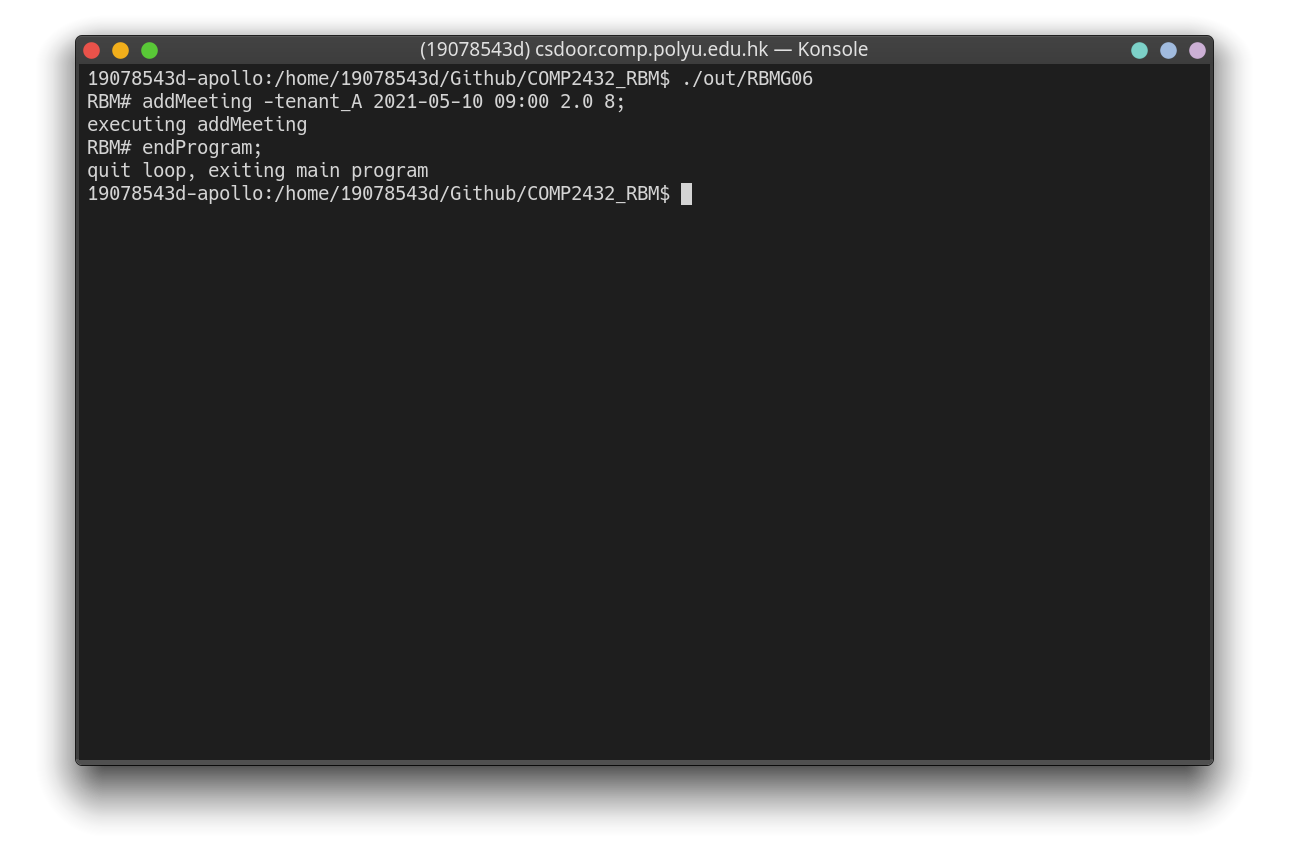 (19078543d) csdoor.comp.polyu.edu.hk — Konsole
19078543d-apollo:/home/19078543d/Github/COMP2432_RBM$ ./out/RBMG06
RBM# addMeeting -tenant_A 2021-05-10 09:00 2.0 8;
executing addMeeting
RBM# endProgram;
quit loop, exiting main program
19078543d-apollo:/home/19078543d/Github/COMP2432_RBM$